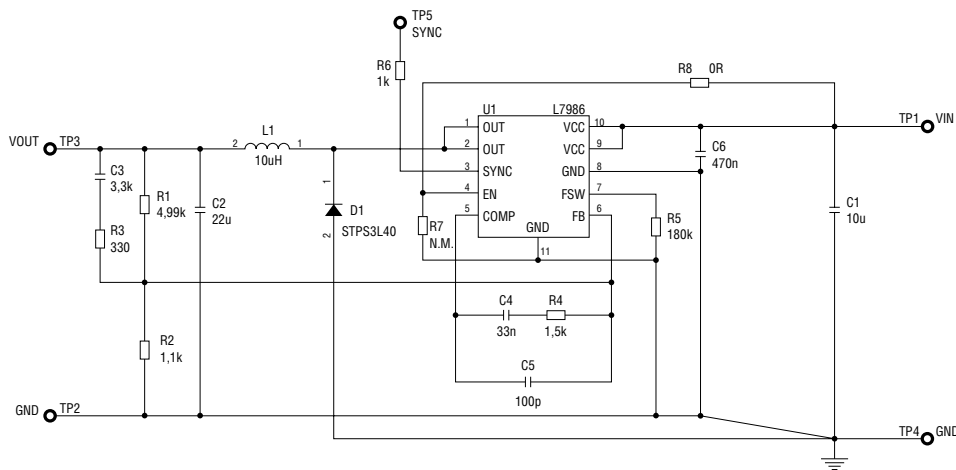 TP5
SYNC
R6
1k
R8 0R
U1 L7986
VOUT TP3
L1
2 1
10uH
1 OUT VCC 10
2 OUT VCC 9
3 SYNC GND 8
4 EN FSW 7
5 COMP FB 6
GND
11
TP1 VIN
C6
470n
C3
3,3k
R1
4,99k
C2
22u
R3
330
1
D1
STPS3L40
2
R7
N.M.
R5
180k
C1
10u
C4 R4
33n 1,5k
R2
1,1k
C5
100p
GND TP2
TP4 GND